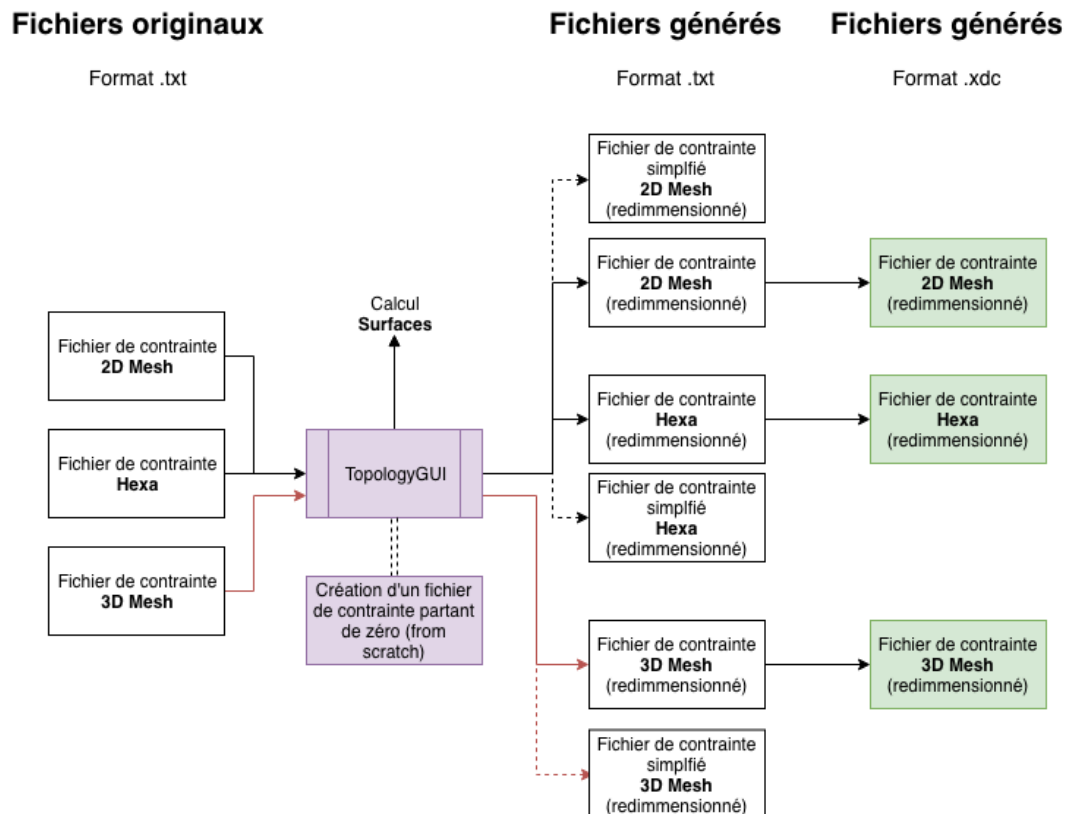 Fichiers originaux
Fichiers générés
Fichiers générés
Format .txt
Format .txt
Format .xdc
Fichier de contrainte
2D Mesh
Fichier de contrainte
Hexa
Fichier de contrainte
3D Mesh
Calcul
Surfaces
TopologyGUI
Création d'un fichier
de contrainte partant
de zéro (from
scratch)
Fichier de contrainte
simplfié
2D Mesh
(redimmensionné)
Fichier de contrainte
2D Mesh
(redimmensionné)
Fichier de contrainte
Hexa
(redimmensionné)
Fichier de contrainte
simplfié
Hexa
(redimmensionné)
Fichier de contrainte
3D Mesh
(redimmensionné)
Fichier de contrainte
simplfié
3D Mesh
(redimmensionné)
Fichier de contrainte
2D Mesh
(redimmensionné)
Fichier de contrainte
Hexa
(redimmensionné)
Fichier de contrainte
3D Mesh
(redimmensionné)